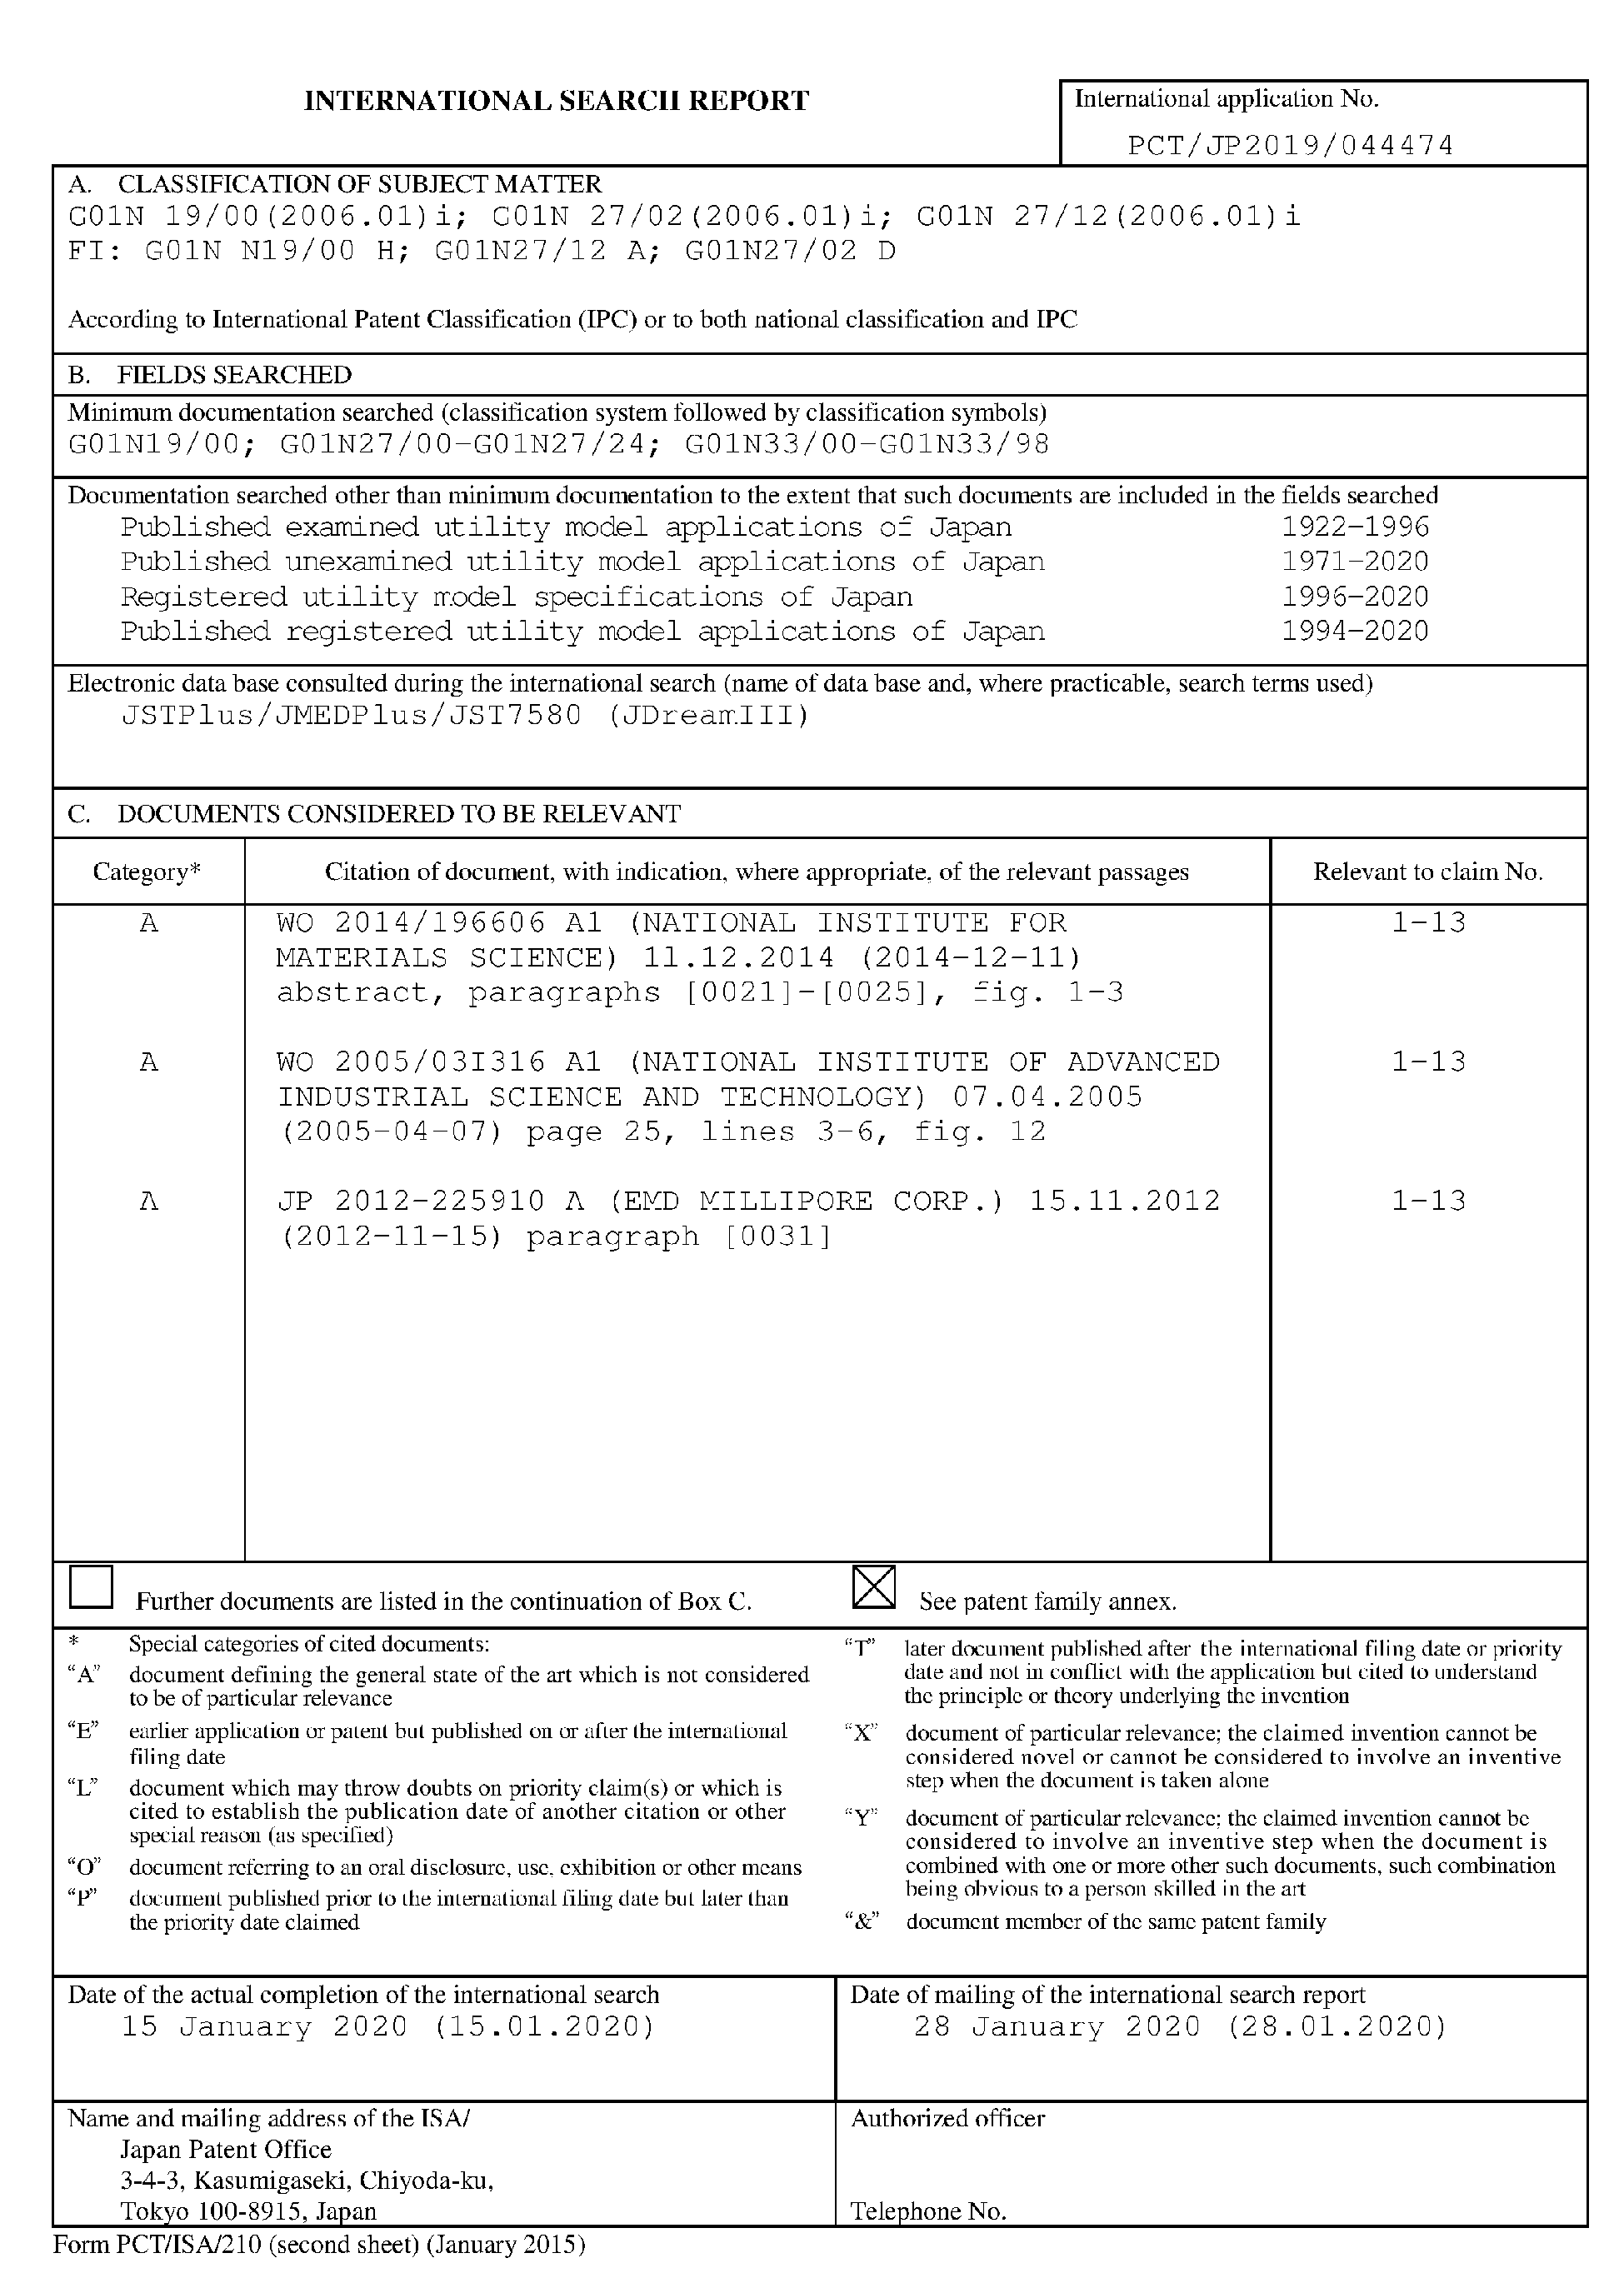 INTERNATIONAL SEARCH REPORT
International application No.
PCT/JP2019/044474
A. CLASSIFICATION OF SUBJECT MATTER
G01N 19/00(2006.01)i; G01N 27/02(2006.01)i; G01N 27/12(2006.01)i
FI: G01N N19/00 H; G01N27/12 A; G01N27/02 D
According to International Patent Classification (IPC) or to both national classification and IPC
B. FIELDS SEARCHED
Minimum documentation searched (classification system followed by classification symbols)
G01N19/00; G01N27/00-G01N27/24; G01N33/00-G01N33/98
Documentation searched other than minimum documentation to the extent that such documents are included in the fields searched
Published examined utility model applications of Japan 1922-1996
Published unexamined utility model applications of Japan 1971-2020
Registered utility model specifications of Japan 1996-2020
Published registered utility model applications of Japan 1994-2020
Electronic data base consulted during the international search (name of data base and, where practicable, search terms used)
JSTPlus/JMEDPlus/JST7580 (JDreamIII)
C. DOCUMENTS CONSIDERED TO BE RELEVANT
Category* Citation of document, with indication, where appropriate, of the relevant passages Relevant to claim No.
A WO 2014/196606 A1 (NATIONAL INSTITUTE FOR 1-13
MATERIALS SCIENCE) 11.12.2014 (2014-12-11)
abstract, paragraphs [0021]-[0025], fig. 1-3
A WO 2005/031316 A1 (NATIONAL INSTITUTE OF ADVANCED 1-13
INDUSTRIAL SCIENCE AND TECHNOLOGY) 07.04.2005
(2005-04-07) page 25, lines 3-6, fig. 12
A JP 2012-225910 A (EMD MILLIPORE CORP.) 15.11.2012 1-13
(2012-11-15) paragraph [0031]
Further documents are listed in the continuation of Box C.
See patent family annex.
* Special categories of cited documents:
"A" document defining the general state of the art which is not considered
to be of particular relevance
"E" earlier application or patent but published on or after the international
filing date
"L" document which may throw doubts on priority claim(s) or which is
cited to establish the publication date of another citation or other
special reason (as specified)
"O" document referring to an oral disclosure, use, exhibition or other means
"P" document published prior to the international filing date but later than
the priority date claimed
"T" later document published after the international filing date or priority
date and not in conflict with the application but cited to understand
the principle or theory underlying the invention
"X" document of particular relevance; the claimed invention cannot be
considered novel or cannot be considered to involve an inventive
step when the document is taken alone
"Y" document of particular relevance; the claimed invention cannot be
considered to involve an inventive step when the document is
combined with one or more other such documents, such combination
being obvious to a person skilled in the art
"&" document member of the same patent family
Date of the actual completion of the international search
15 January 2020 (15.01.2020)
Date of mailing of the international search report
28 January 2020 (28.01.2020)
Name and mailing address of the ISA/
Japan Patent Office
3-4-3, Kasumigaseki, Chiyoda-ku,
Tokyo 100-8915, Japan
Authorized officer
Telephone No.
Form PCT/ISA/210 (second sheet) (January 2015)